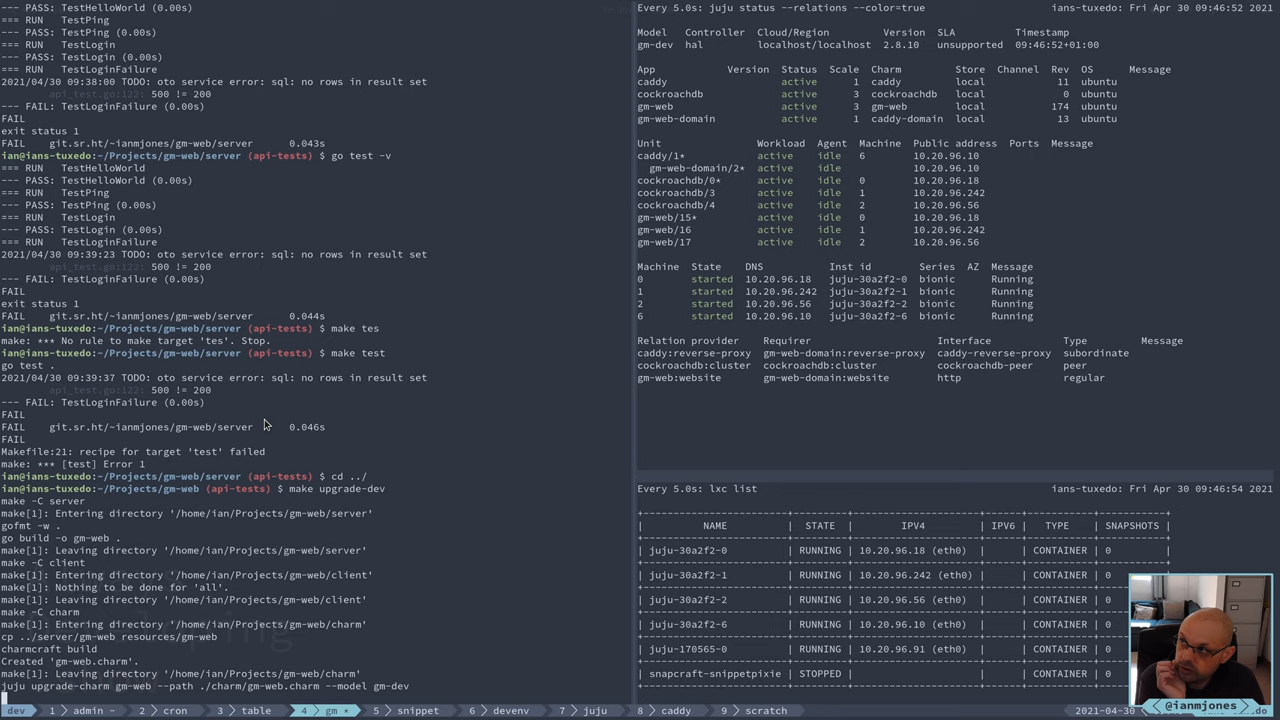 --- PASS: TestHelloWorld (0.00s)
=== RUN   TestPing
--- PASS: TestPing (0.00s)
=== RUN   TestLogin
--- PASS: TestLogin (0.00s)
=== RUN   TestLoginFailure
2021/04/30 09:38:00 TODO: oto service error: sql: no rows in result set
api_test.go:122: 500 != 200
--- FAIL: TestLoginFailure (0.00s)
FAIL
exit status 1
FAIL    git.sr.ht/~ianmjones/gm-web/server      0.043s
ian@ians-tuxedo:~/Projects/gm-web/server (api-tests) $ go test -v
=== RUN   TestHelloWorld
--- PASS: TestHelloWorld (0.00s)
=== RUN   TestPing
--- PASS: TestPing (0.00s)
=== RUN   TestLogin
--- PASS: TestLogin (0.00s)
=== RUN   TestLoginFailure
2021/04/30 09:39:23 TODO: oto service error: sql: no rows in result set
api_test.go:122: 500 != 200
--- FAIL: TestLoginFailure (0.00s)
FAIL
exit status 1
FAIL    git.sr.ht/~ianmjones/gm-web/server      0.044s
ian@ians-tuxedo:~/Projects/gm-web/server (api-tests) $ make tes
make: *** No rule to make target 'tes'. Stop.
ian@ians-tuxedo:~/Projects/gm-web/server (api-tests) $ make test
go test .
2021/04/30 09:39:37 TODO: oto service error: sql: no rows in result set
api_test.go:122: 500 != 200
--- FAIL: TestLoginFailure (0.00s)
FAIL
FAIL    git.sr.ht/~ianmjones/gm-web/server      0.046s
FAIL
Makefile:21: recipe for target 'test' failed
make: *** [test] Error 1
ian@ians-tuxedo:~/Projects/gm-web/server (api-tests) $ cd ../
ian@ians-tuxedo:~/Projects/gm-web (api-tests) $ make upgrade-dev
make -C server
make[1]: Entering directory '/home/ian/Projects/gm-web/server'
gofmt -w .
go build -o gm-web .
make[1]: Leaving directory '/home/ian/Projects/gm-web/server'
make -C client
make[1]: Entering directory '/home/ian/Projects/gm-web/client'
make[1]: Nothing to be done for 'all'.
make[1]: Leaving directory '/home/ian/Projects/gm-web/client'
make -C charm
make[1]: Entering directory '/home/ian/Projects/gm-web/charm'
cp ../server/gm-web resources/gm-web
charmcraft build
Created 'gm-web.charm'.
make[1]: Leaving directory '/home/ian/Projects/gm-web/charm'
juju upgrade-charm gm-web --path ./charm/gm-web.charm --model gm-dev
Every 5.0s: juju status --relations --color=true    ians-tuxedo: Fri Apr 30 09:46:52 2021
Model   Controller  Cloud/Region         Version  SLA          Timestamp
gm-dev  hal         localhost/localhost  2.8.10   unsupported  09:46:52+01:00
App            Version  Status  Scale  Charm         Store  Channel  Rev  OS      Message
caddy                   active      1  caddy         local            11  ubuntu
cockroachdb             active      3  cockroachdb   local             0  ubuntu
gm-web                  active      3  gm-web        local           174  ubuntu
gm-web-domain           active      1  caddy-domain  local            13  ubuntu
Unit                Workload  Agent  Machine  Public address  Ports  Message
caddy/1*            active    idle   6        10.20.96.10
gm-web-domain/2*  active    idle            10.20.96.10
cockroachdb/0*      active    idle   0        10.20.96.18
cockroachdb/3       active    idle   1        10.20.96.242
cockroachdb/4       active    idle   2        10.20.96.56
gm-web/15*          active    idle   0        10.20.96.18
gm-web/16           active    idle   1        10.20.96.242
gm-web/17           active    idle   2        10.20.96.56
Machine  State    DNS           Inst id        Series  AZ  Message
0        started  10.20.96.18   juju-30a2f2-0  bionic      Running
1        started  10.20.96.242  juju-30a2f2-1  bionic      Running
2        started  10.20.96.56   juju-30a2f2-2  bionic      Running
6        started  10.20.96.10   juju-30a2f2-6  bionic      Running
Relation provider    Requirer                     Interface            Type         Message
caddy:reverse-proxy  gm-web-domain:reverse-proxy  caddy-reverse-proxy  subordinate
cockroachdb:cluster  cockroachdb:cluster          cockroachdb-peer     peer
gm-web:website       gm-web-domain:website        http                 regular
Every 5.0s: lxc list    ians-tuxedo: Fri Apr 30 09:46:54 2021
| NAME | STATE | IPV4 | IPV6 | TYPE | SNAPSHOTS |
| juju-30a2f2-0 | RUNNING | 10.20.96.18 (eth0) | | CONTAINER | 0 |
| juju-30a2f2-1 | RUNNING | 10.20.96.242 (eth0) | | CONTAINER | 0 |
| juju-30a2f2-2 | RUNNING | 10.20.96.56 (eth0) | | CONTAINER | 0
| juju-30a2f2-6 | RUNNING | 10.20.96.10 (eth0) | | CONTAINER | 0
| juju-170565-0 | RUNNING | 10.20.96.91 (eth0) | | CONTAINER | 0
| snapcraft-snippetpixie | STOPPED | | | CONTAINER | 0
dev  1 admin -  2 cron  3 table  4 gm *  5 snippet  6 devenv  7 juju  8 caddy  9 scratch  2021-04-30
@ianmjones